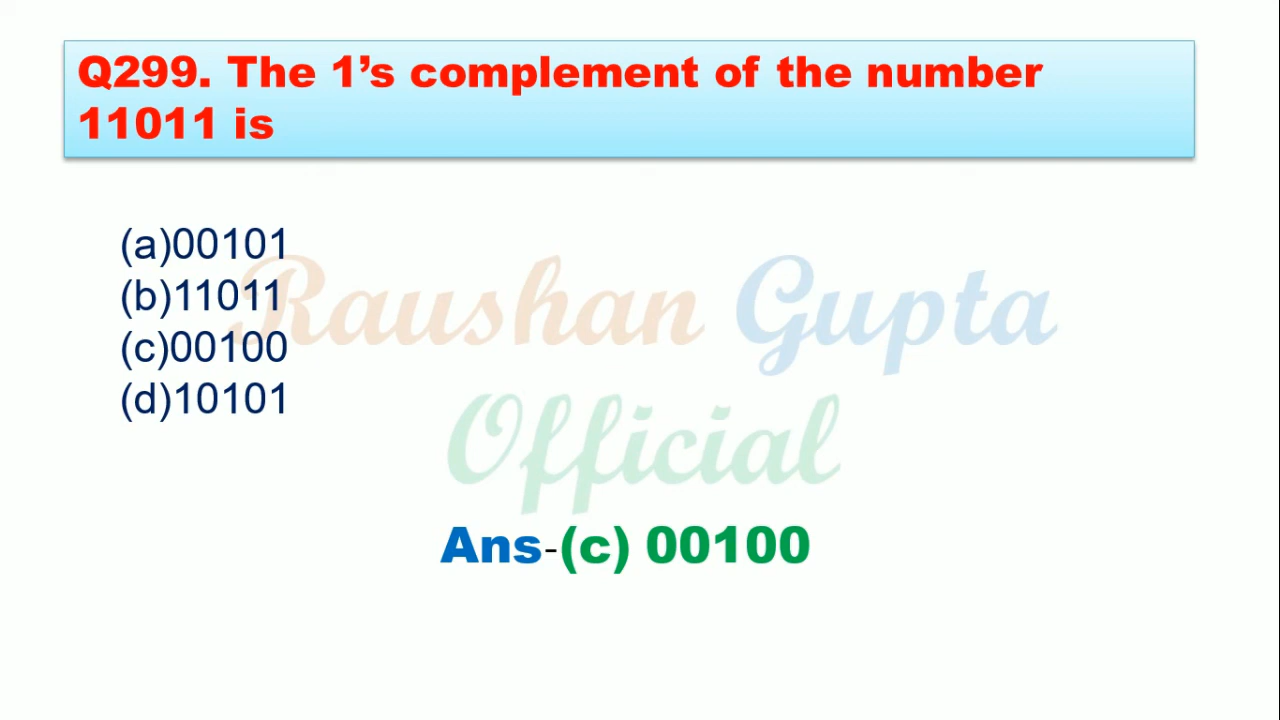 Q299. The 1’s complement of the number
11011 is
(a)00101
(b)11011
(c)00100
(d)10101
Raushan Gupta
Official
Ans-(c) 00100